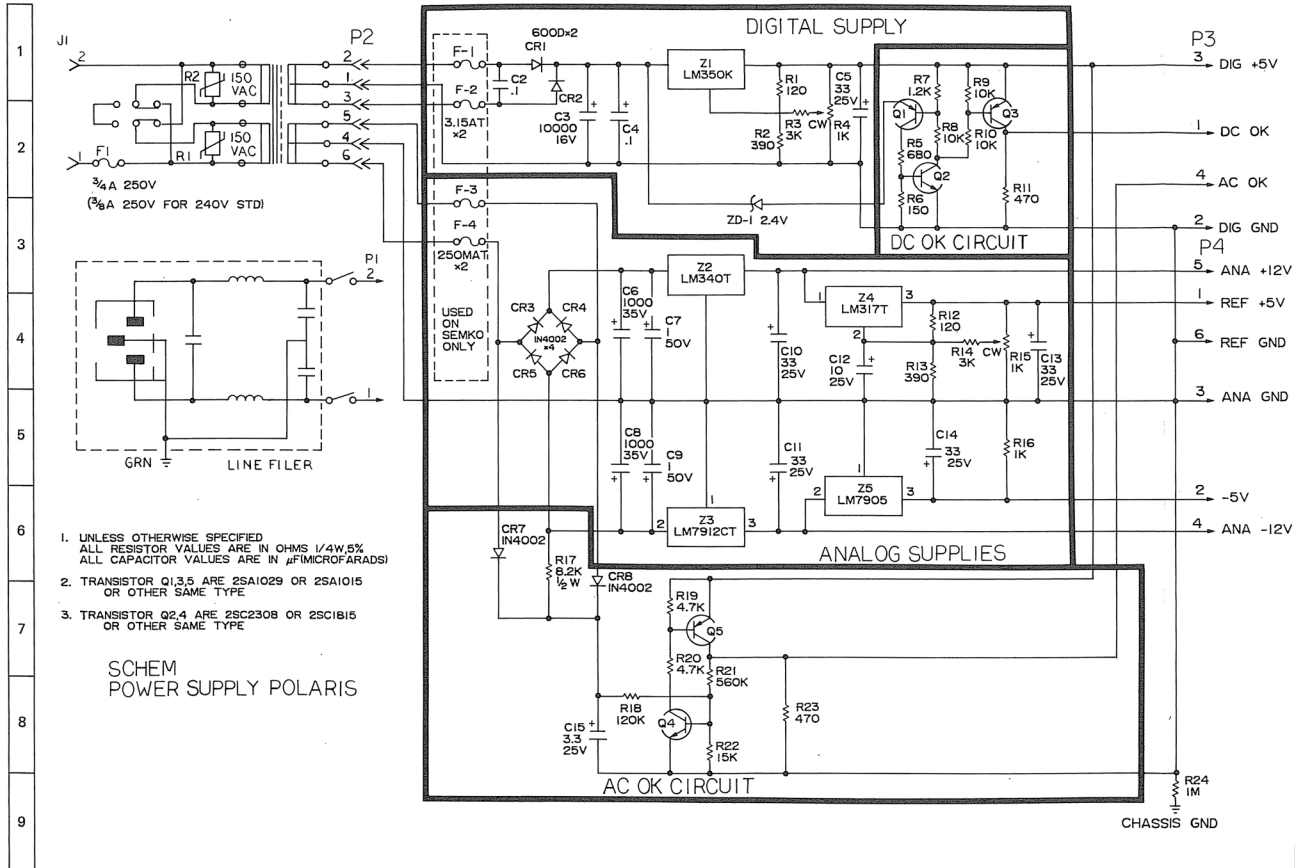 DIGITAL SUPPLY
1
2
3
4
5
6
7
8
9
J1
2
1
F1
3/4A 250V
(3/8A 250V FOR 240V STD)
R2
150
VAC
R1
150
VAC
P2
2
1
3
5
4
6
F-1
F-2
3.15AT
x2
F-3
F-4
250MAT
x2
USED
ON
SEMKO
ONLY
600Dx2
CR1
C2
.1
CR2
C3
10000
16V
C4
.1
Z1
LM350K
R1
120
R2
390
R3
3K
CW
R4
1K
C5
33
25V
ZD-1 2.4V
R7
1.2K
R9
10K
Q1
Q3
R8
10K
R10
10K
R5
680
Q2
R6
150
R11
470
DC OK CIRCUIT
P3
3 DIG +5V
1 DC OK
4 AC OK
2 DIG GND
P4
5 ANA +12V
1 REF +5V
6 REF GND
3 ANA GND
2 -5V
4 ANA -12V
P1
2
1
GRN
LINE FILER
CR3
CR4
IN4002
x4
CR5
CR6
C6
1000
35V
C7
1
50V
Z2
LM340T
C10
33
25V
1
Z4
LM317T
3
2
C12
10
25V
R12
120
R13
390
R14
3K
CW
R15
1K
C13
33
25V
C8
1000
35V
C9
1
50V
C11
33
25V
C14
33
25V
R16
1K
1
2
Z3
LM7912CT
3
1
2
Z5
LM7905
3
ANALOG SUPPLIES
CR7
IN4002
R17
8.2K
1/2 W
CR8
IN4002
R19
4.7K
Q5
R20
4.7K
R21
560K
R18
120K
Q4
R22
15K
R23
470
C15
3.3
25V
AC OK CIRCUIT
R24
1M
CHASSIS GND
1. UNLESS OTHERWISE SPECIFIED
ALL RESISTOR VALUES ARE IN OHMS 1/4W,5%
ALL CAPACITOR VALUES ARE IN µF(MICROFARADS)
2. TRANSISTOR Q1,3,5 ARE 2SA1029 OR 2SA1015
OR OTHER SAME TYPE
3. TRANSISTOR Q2,4 ARE 2SC2308 OR 2SC1815
OR OTHER SAME TYPE
SCHEM
POWER SUPPLY POLARIS